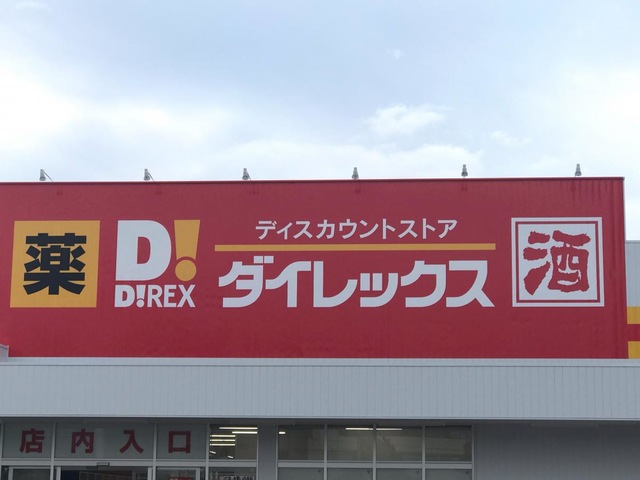 薬
D!
D!REX
ディスカウントストア
ダイレックス
酒
店内入口